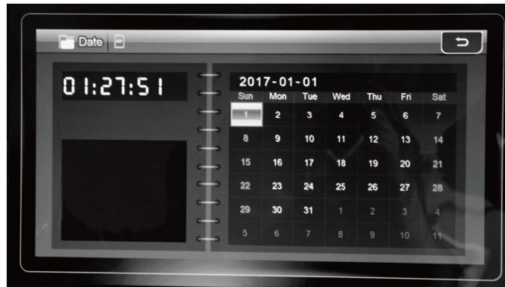 Date
01:27:51
2017-01-01
Sun Mon Tue Wed Thu Fri Sat
1 2 3 4 5 6 7
8 9 10 11 12 13 14
15 16 17 18 19 20 21
22 23 24 25 26 27 28
29 30 31 1 2 3 4
5 6 7 8 9 10 11